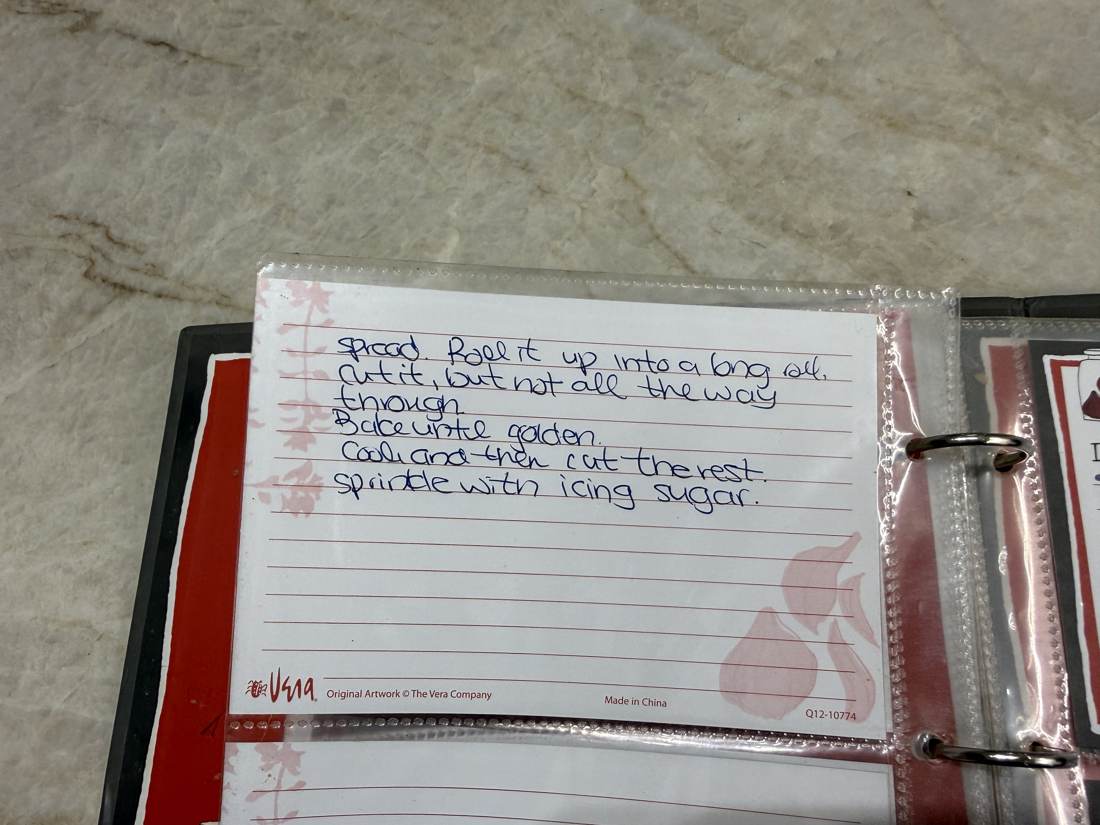 spread. Roll it up into a long roll.
cut it, but not all the way
through
Bake until golden.
Cool and then cut the rest.
sprinkle with icing sugar.
Vera
Original Artwork © The Vera Company
Made in China
Q12-10774